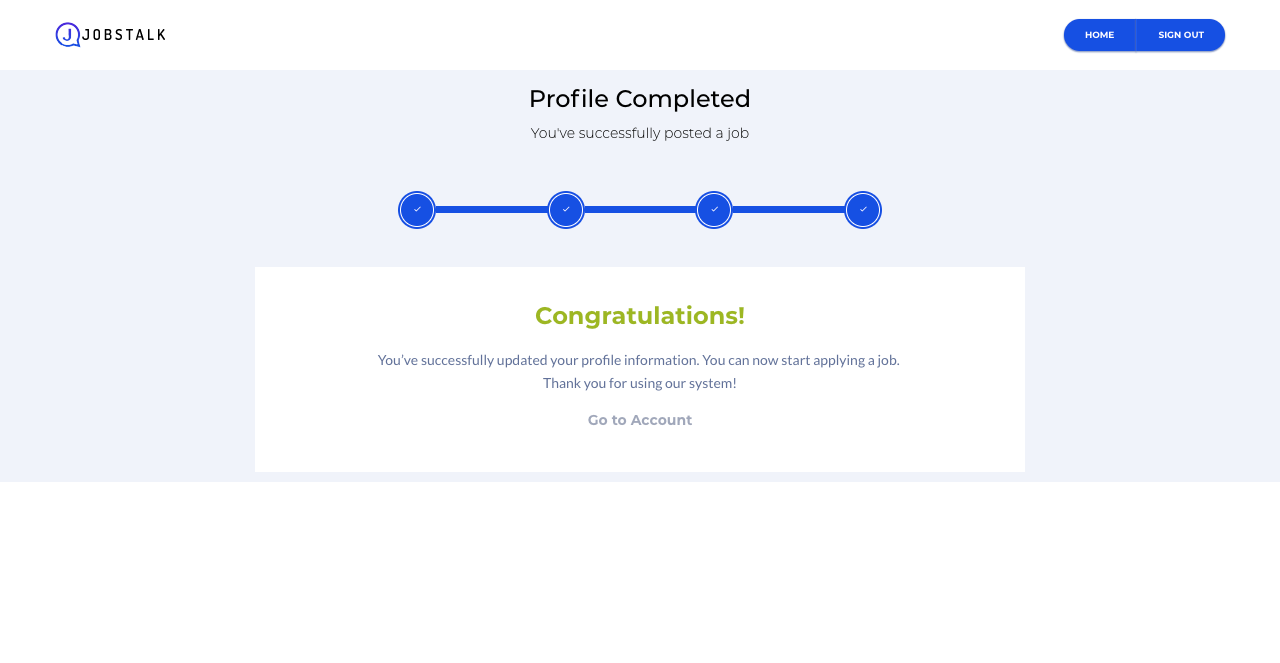 JOBSTALK
HOME
SIGN OUT
Profile Completed
You've successfully posted a job
Congratulations!
You’ve successfully updated your profile information. You can now start applying a job.
Thank you for using our system!
Go to Account